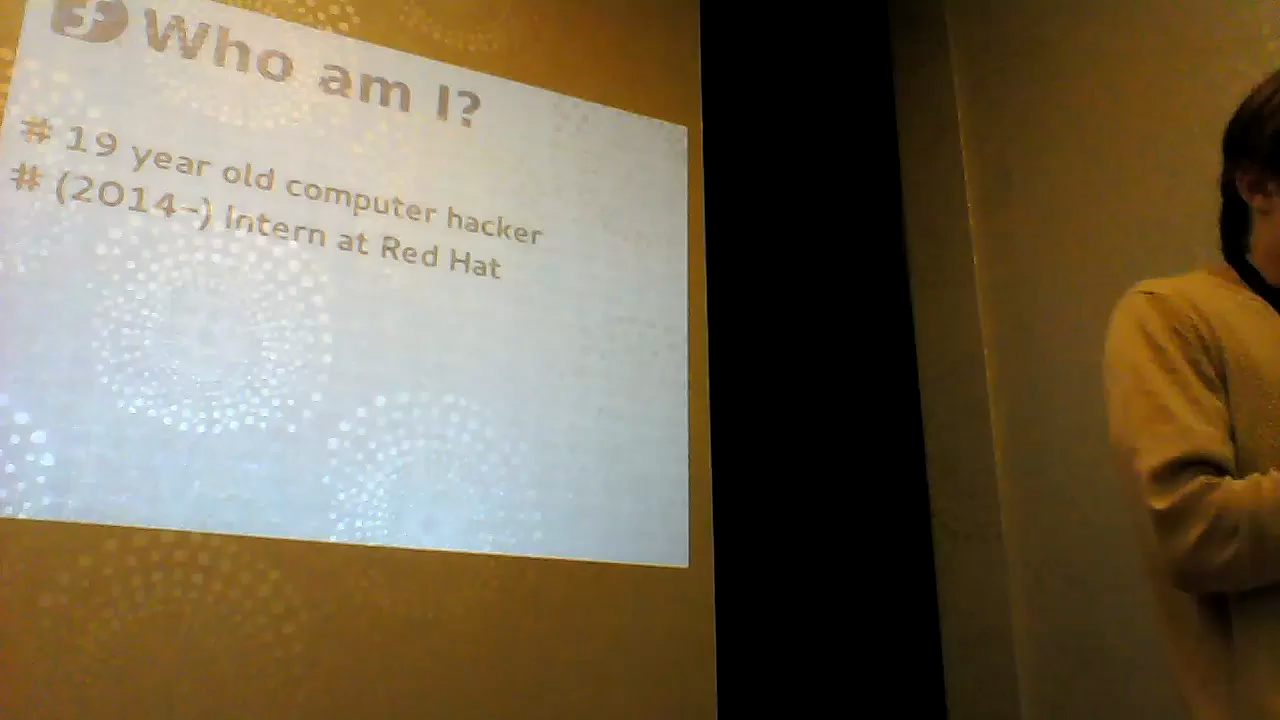 Who am I?
# 19 year old computer hacker
# (2014-) Intern at Red Hat